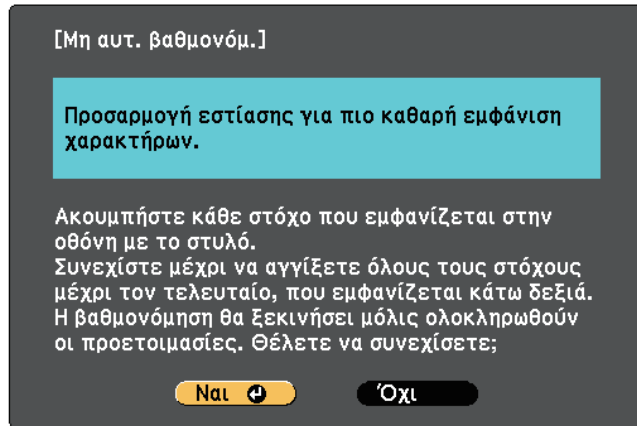 [Μη αυτ. βαθμονόμ.]
Προσαρμογή εστίασης για πιο καθαρή εμφάνιση
χαρακτήρων.
Ακουμπήστε κάθε στόχο που εμφανίζεται στην
οθόνη με το στυλό.
Συνεχίστε μέχρι να αγγίξετε όλους τους στόχους
μέχρι τον τελευταίο, που εμφανίζεται κάτω δεξιά.
Η βαθμονόμηση θα ξεκινήσει μόλις ολοκληρωθούν
οι προετοιμασίες. Θέλετε να συνεχίσετε;
Ναι Όχι